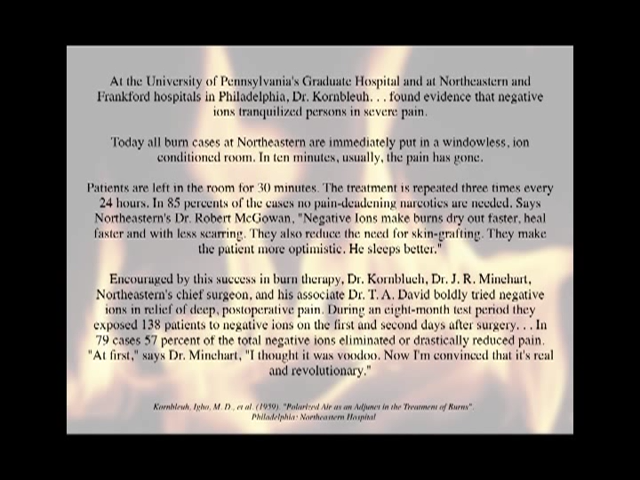 At the University of Pennsylvania's Graduate Hospital and at Northeastern and
Frankford hospitals in Philadelphia, Dr. Kornbleuh. . . found evidence that negative
ions tranquilized persons in severe pain.
Today all burn cases at Northeastern are immediately put in a windowless, ion
conditioned room. In ten minutes, usually, the pain has gone.
Patients are left in the room for 30 minutes. The treatment is repeated three times every
24 hours. In 85 percents of the cases no pain-deadening narcotics are needed. Says
Northeastern's Dr. Robert McGowan, "Negative Ions make burns dry out faster, heal
faster and with less scarring. They also reduce the need for skin-grafting. They make
the patient more optimistic. He sleeps better."
Encouraged by this success in burn therapy, Dr. Kornblueh, Dr. J. R. Minehart,
Northeastern's chief surgeon, and his associate Dr. T. A. David boldly tried negative
ions in relief of deep, postoperative pain. During an eight-month test period they
exposed 138 patients to negative ions on the first and second days after surgery. . . In
79 cases 57 percent of the total negative ions eliminated or drastically reduced pain.
"At first," says Dr. Minehart, "I thought it was voodoo. Now I'm convinced that it's real
and revolutionary."
Kornbleuh, Igho, M. D., et al. (1959). "Polarized Air as an Adjunct in the Treatment of Burns"
Philadelphia: Northeastern Hospital